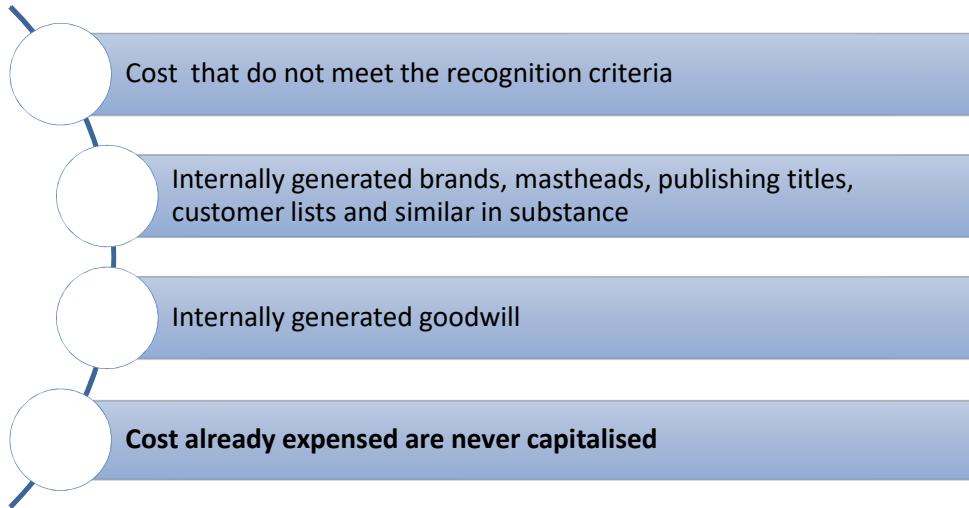 Cost  that do not meet the recognition criteria
Internally generated brands, mastheads, publishing titles,
customer lists and similar in substance
Internally generated goodwill
Cost already expensed are never capitalised